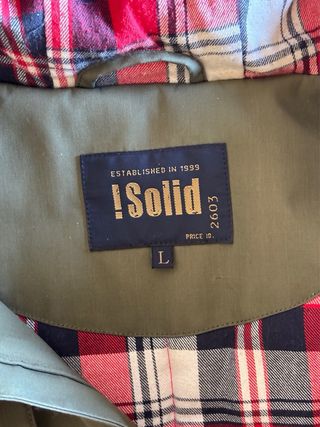 ESTABLISHED IN 1999
!Solid
2603
PRICE ID.
L